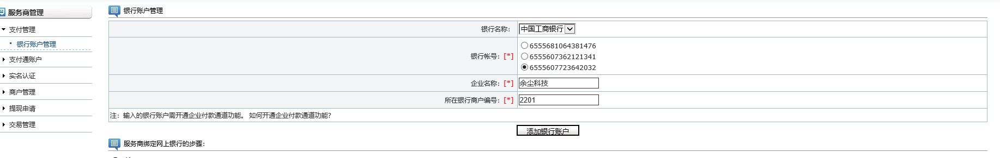 服务商管理
支付管理
银行账户管理
支付通账户
实名认证
商户管理
提现申请
交易管理
银行账户管理
银行名称: 中国工商银行
银行帐号: [*] 6555681064381476
6555607362121341
6555607723642032
企业名称: [*] 余尘科技
所在银行商户编号: [*] 2201
注: 输入的银行账户需开通企业付款通道功能。 如何开通企业付款通道功能?
添加银行账户
服务商绑定网上银行的步骤: